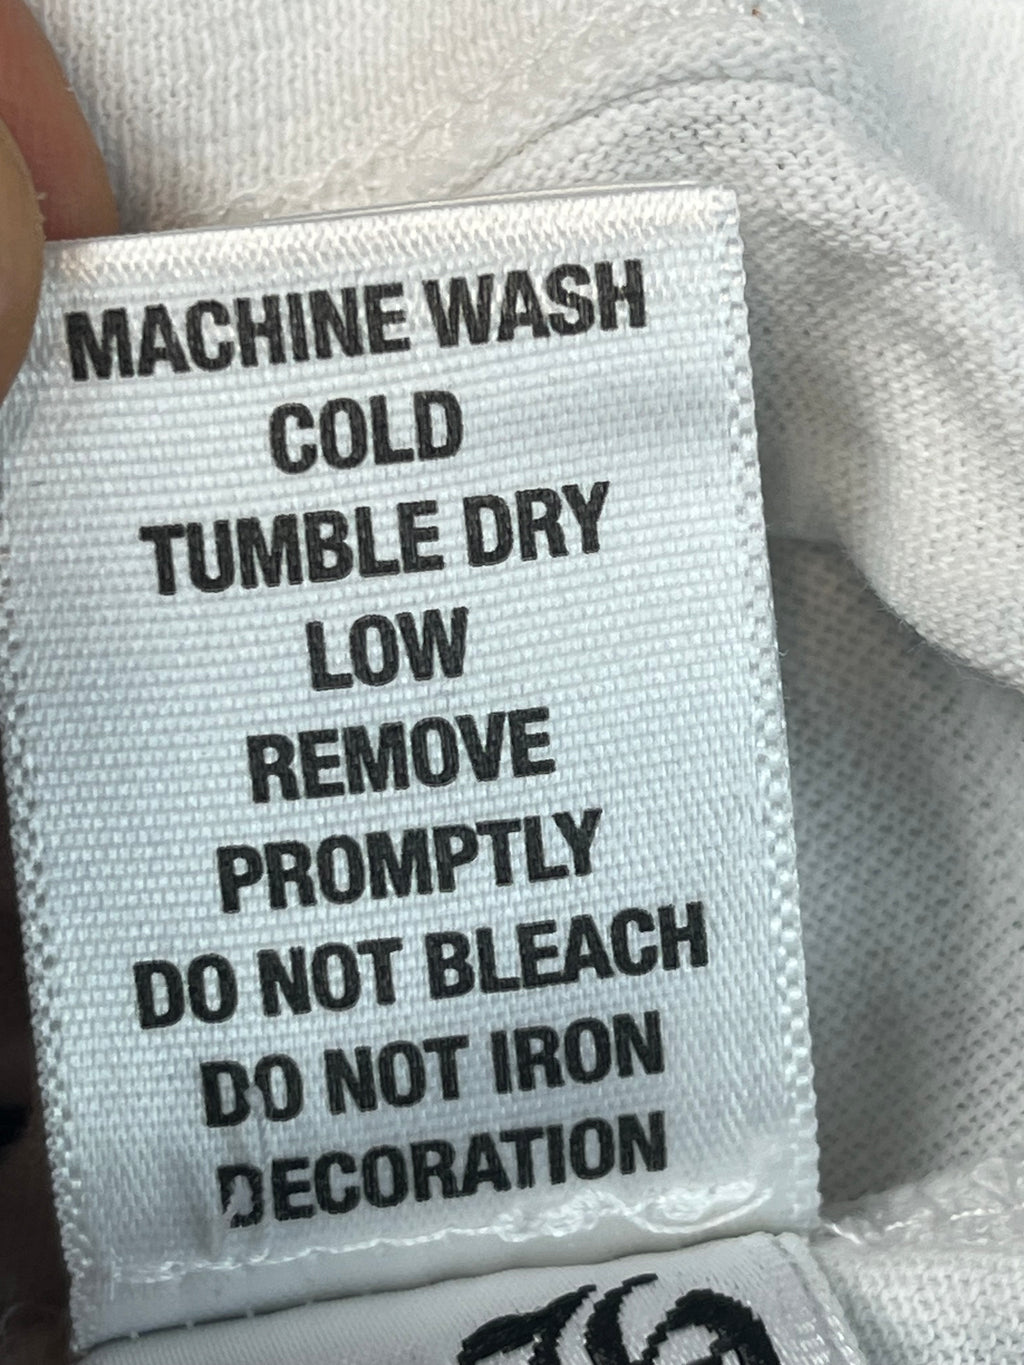 MACHINE WASH
COLD
TUMBLE DRY
LOW
REMOVE
PROMPTLY
DO NOT BLEACH
DO NOT IRON
DECORATION